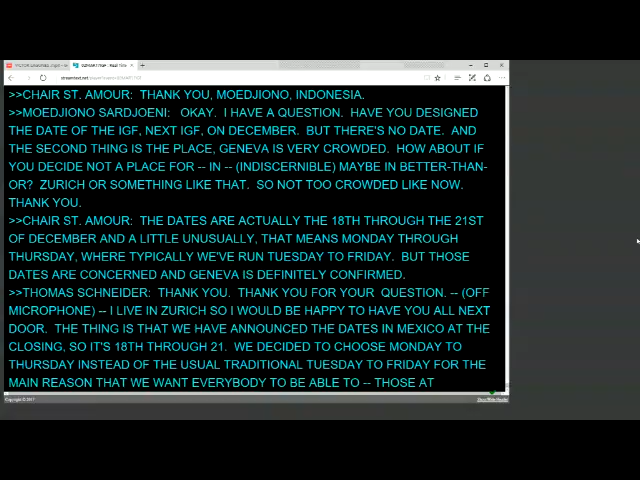 >>CHAIR ST. AMOUR:  THANK YOU, MOEDJIONO, INDONESIA.
>>MOEDJIONO SARDJOENI:   OKAY.  I HAVE A QUESTION.  HAVE YOU DESIGNED
THE DATE OF THE IGF, NEXT IGF, ON DECEMBER.  BUT THERE'S NO DATE.  AND
THE SECOND THING IS THE PLACE, GENEVA IS VERY CROWDED.  HOW ABOUT IF
YOU DECIDE NOT A PLACE FOR -- IN -- (INDISCERNIBLE) MAYBE IN BETTER-THAN-
OR?  ZURICH OR SOMETHING LIKE THAT.  SO NOT TOO CROWDED LIKE NOW.
THANK YOU.
>>CHAIR ST. AMOUR:  THE DATES ARE ACTUALLY THE 18TH THROUGH THE 21ST
OF DECEMBER AND A LITTLE UNUSUALLY, THAT MEANS MONDAY THROUGH
THURSDAY, WHERE TYPICALLY WE'VE RUN TUESDAY TO FRIDAY.  BUT THOSE
DATES ARE CONCERNED AND GENEVA IS DEFINITELY CONFIRMED.
>>THOMAS SCHNEIDER:  THANK YOU.  THANK YOU FOR YOUR  QUESTION. -- (OFF
MICROPHONE) -- I LIVE IN ZURICH SO I WOULD BE HAPPY TO HAVE YOU ALL NEXT
DOOR.  THE THING IS THAT WE HAVE ANNOUNCED THE DATES IN MEXICO AT THE
CLOSING, SO IT'S 18TH THROUGH 21.  WE DECIDED TO CHOOSE MONDAY TO
THURSDAY INSTEAD OF THE USUAL TRADITIONAL TUESDAY TO FRIDAY FOR THE
MAIN REASON THAT WE WANT EVERYBODY TO BE ABLE TO -- THOSE AT
Copyright © 2017